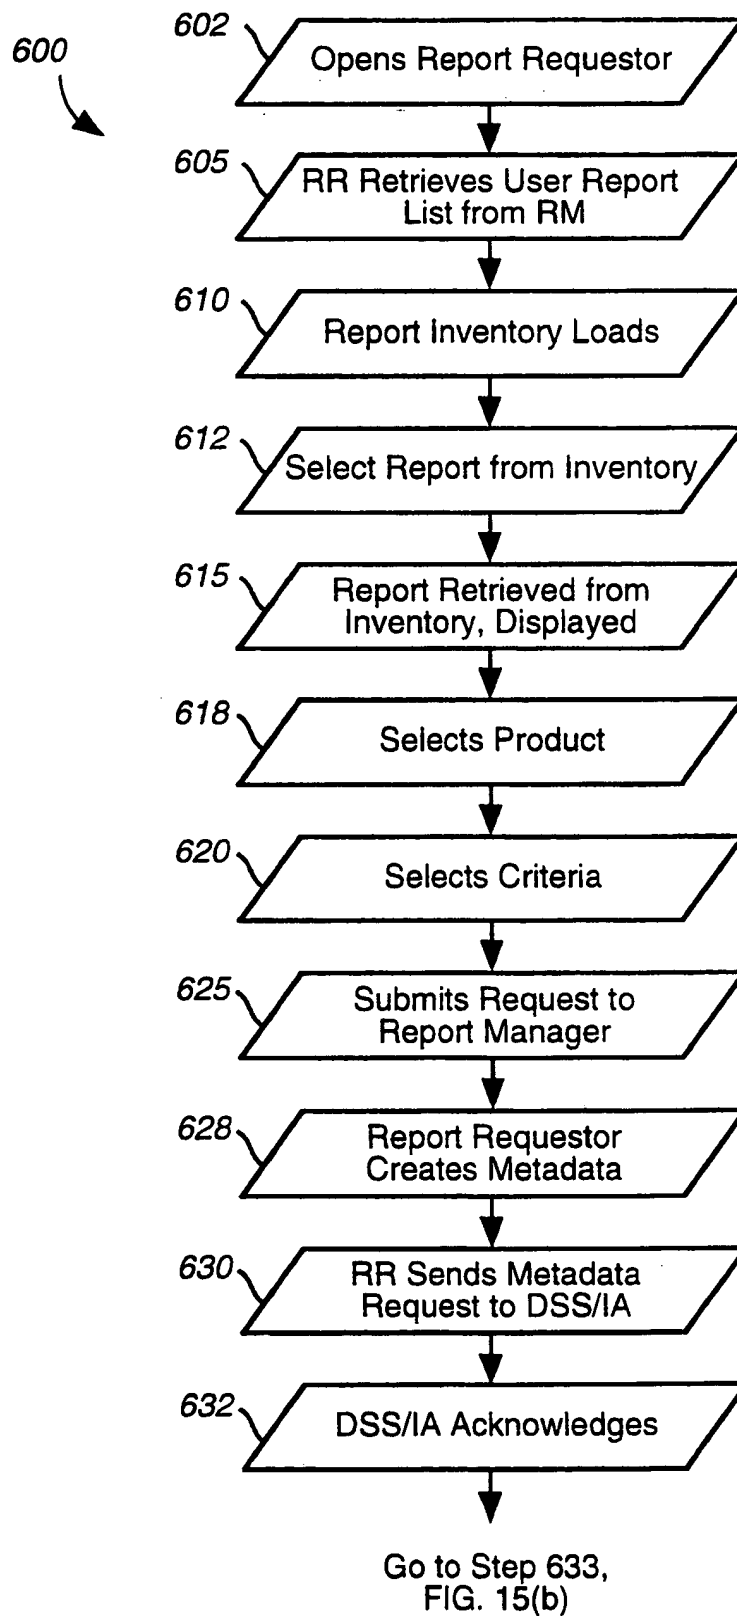 600
602
Opens Report Requestor
605
RR Retrieves User Report
List from RM
610
Report Inventory Loads
612
Select Report from Inventory
615
Report Retrieved from
Inventory, Displayed
618
Selects Product
620
Selects Criteria
625
Submits Request to
Report Manager
628
Report Requestor
Creates Metadata
630
RR Sends Metadata
Request to DSS/IA
632
DSS/IA Acknowledges
Go to Step 633,
FIG. 15(b)